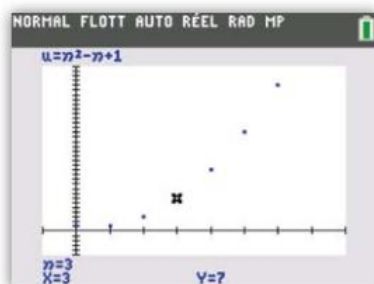 NORMAL FLOTT AUTO RÉEL RAD MP
u=n²-n+1
n=3
X=3 Y=7